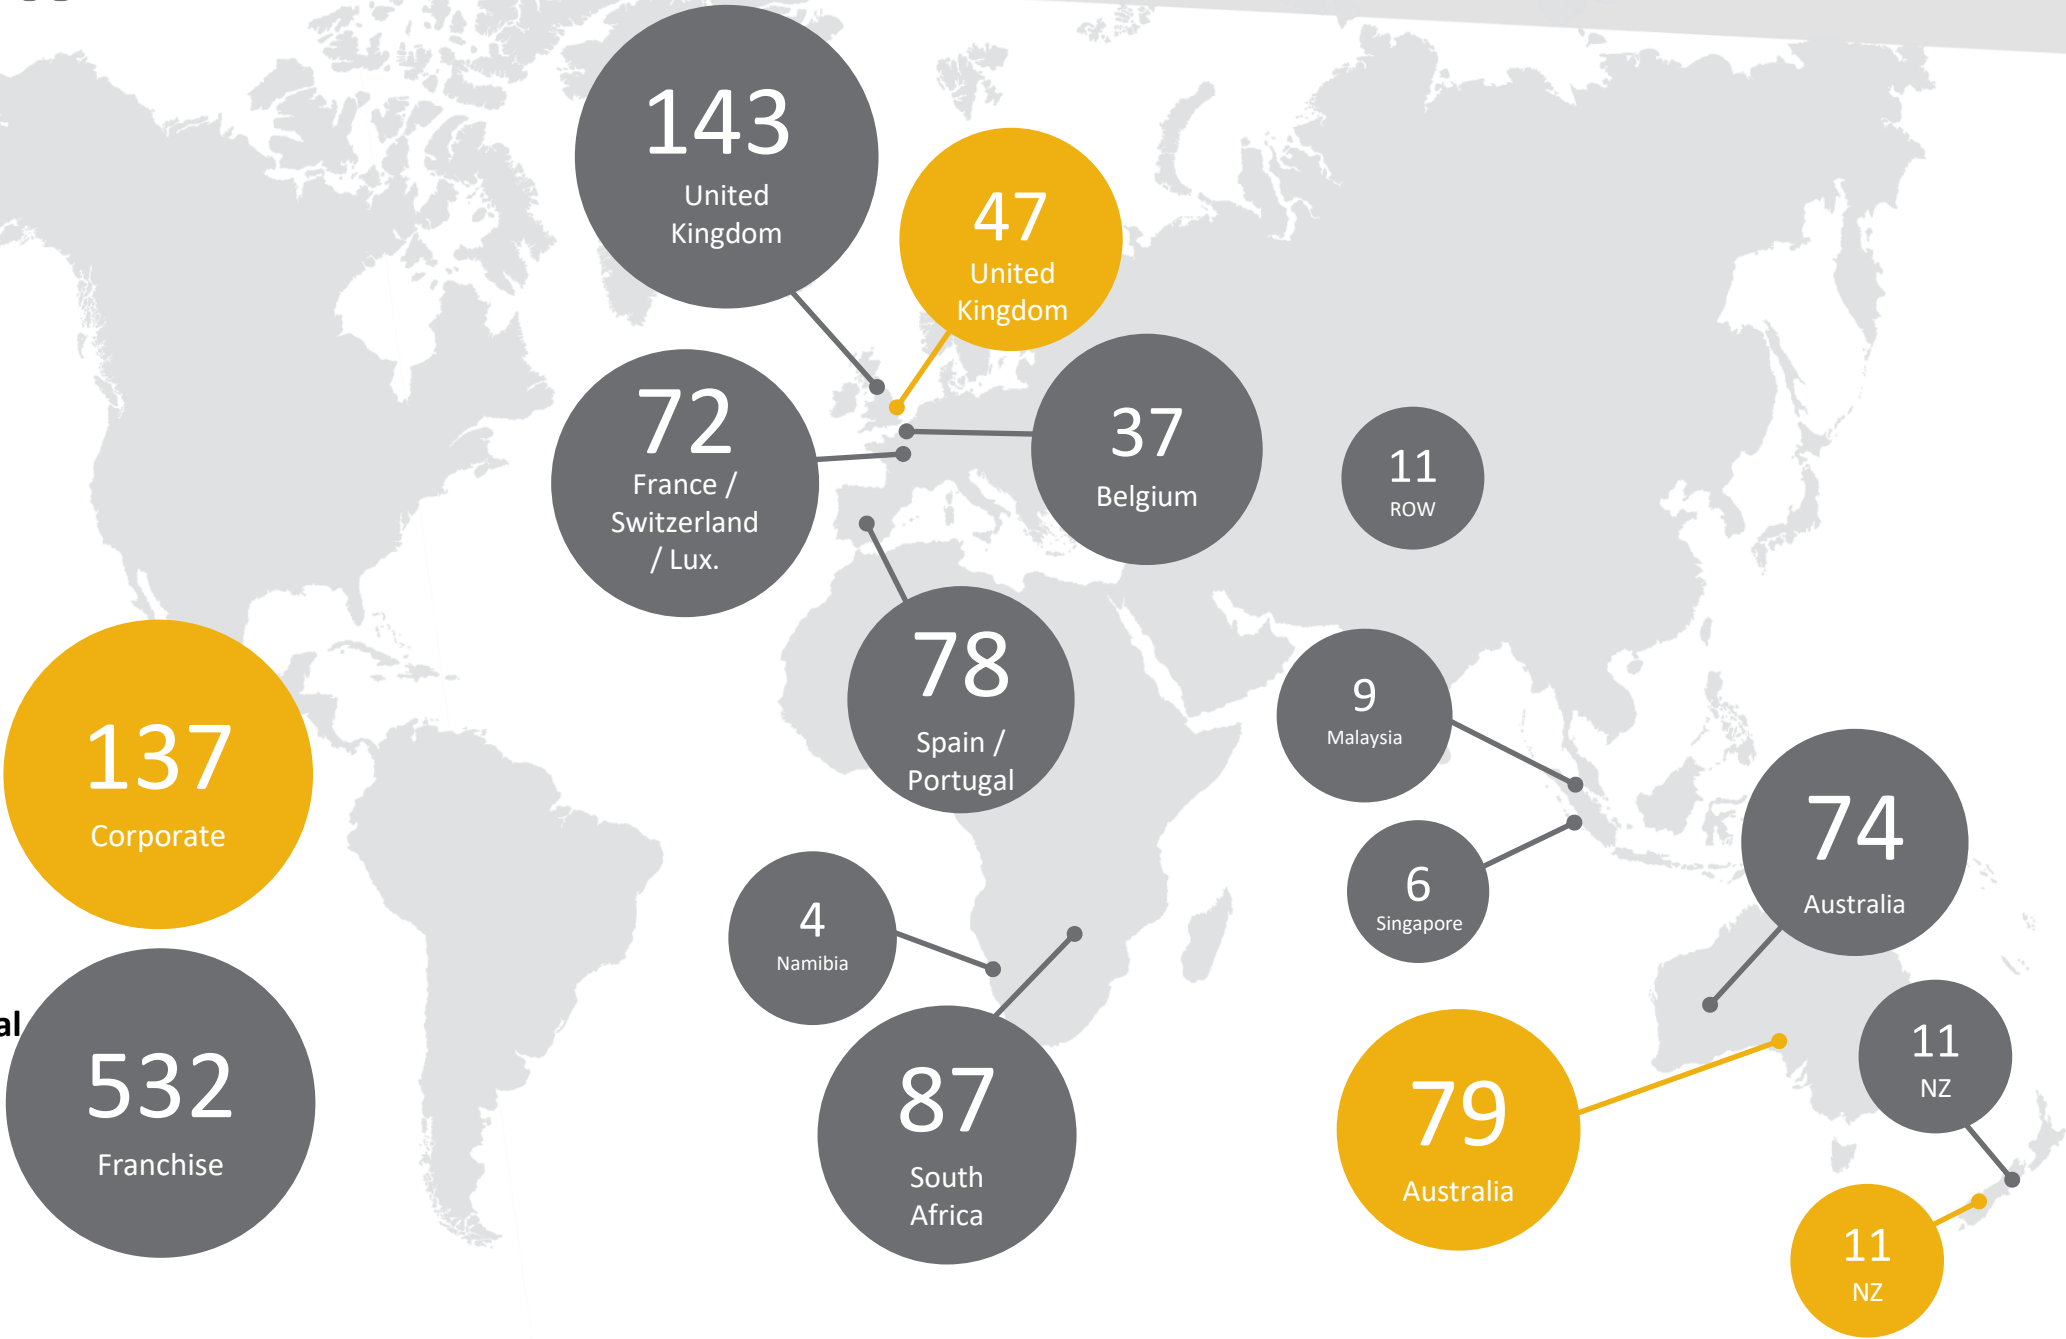 143
United
Kingdom
47
United
Kingdom
72
France /
Switzerland
/ Lux.
37
Belgium
11
ROW
78
Spain /
Portugal
137
Corporate
9
Malaysia
74
Australia
6
Singapore
4
Namibia
al
532
Franchise
87
South
Africa
79
Australia
11
NZ
11
NZ